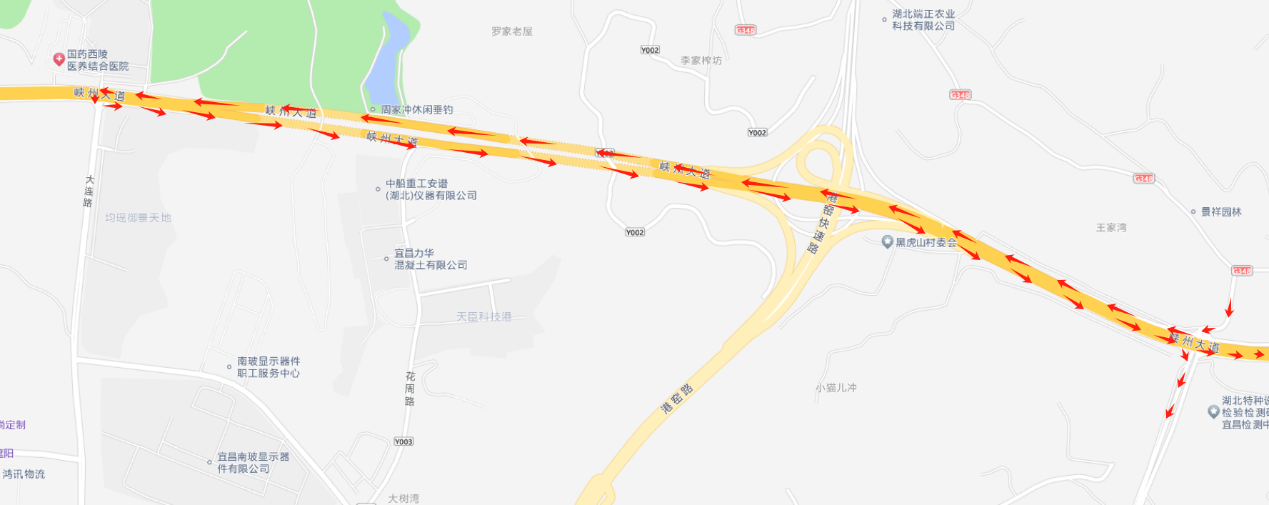 罗家老屋
湖北端正农业
科技有限公司
国药西陵
医养结合医院
Y002
李家榨坊
峡州大道
峡州大道
周家冲休闲垂钓
峡州大道
Y002
峡州大道
中船重工安谱
(湖北)仪器有限公司
大连路
均瑶御景天地
Y002
港窑快速路
黑虎山村委会
王家湾
景祥园林
宜昌力华
混凝土有限公司
天臣科技港
峡州大道
南玻显示器件
职工服务中心
花周路
港窑路
小猫儿冲
湖北特种设
检验检测研
宜昌检测中
尚定制
Y003
宜昌南玻显示器
件有限公司
鸿讯物流
大树湾